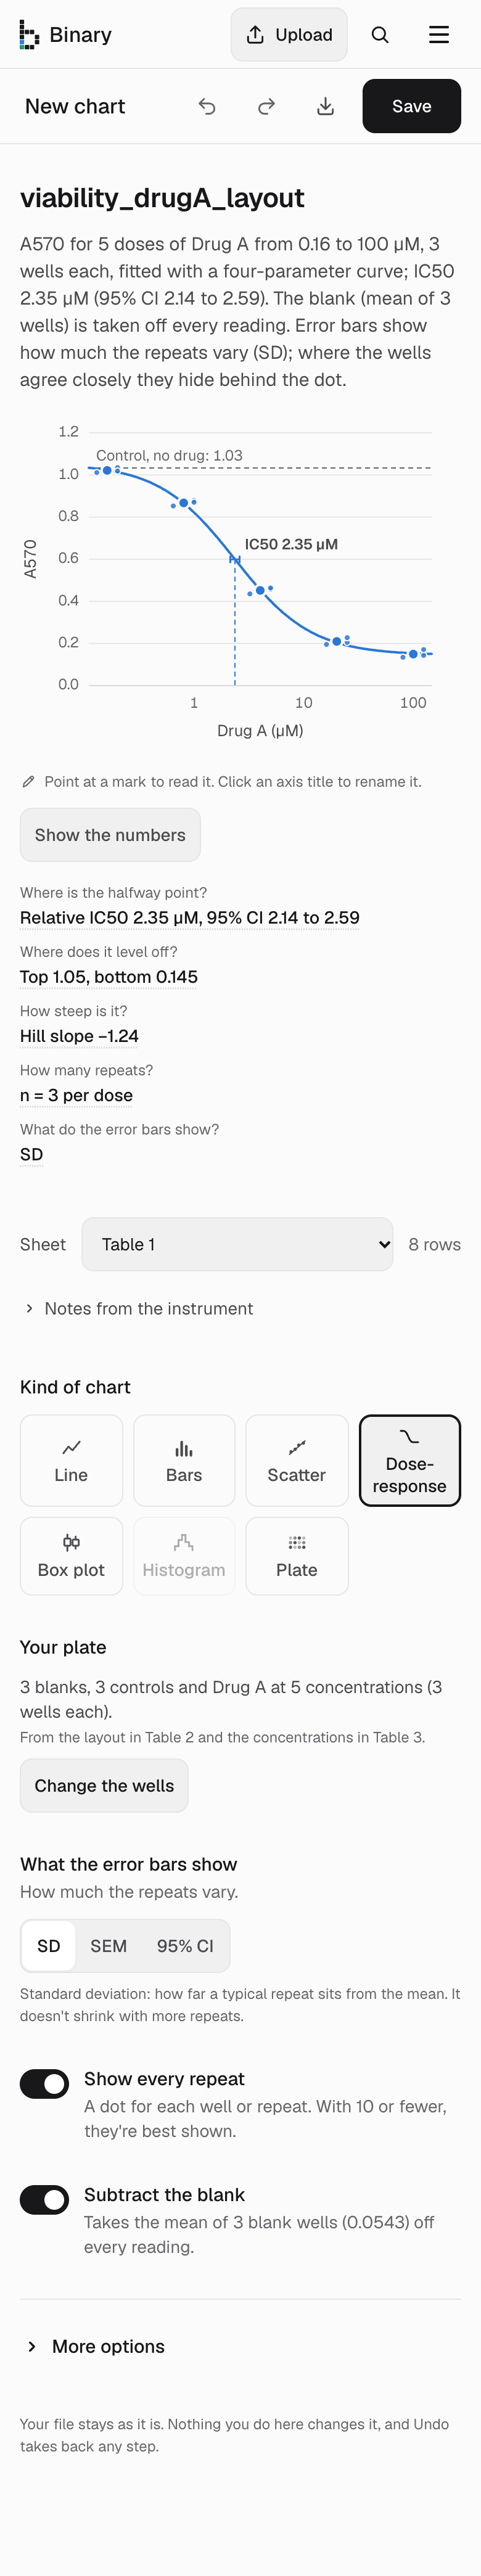 Binary
Upload
New chart
Save
viability_drugA_layout
A570 for 5 doses of Drug A from 0.16 to 100 µM, 3
wells each, fitted with a four-parameter curve; IC50
2.35 µM (95% CI 2.14 to 2.59). The blank (mean of 3
wells) is taken off every reading. Error bars show
how much the repeats vary (SD); where the wells
agree closely they hide behind the dot.
1.2
Control, no drug: 1.03
1.0
0.8
IC50 2.35 µM
0.6
A570
0.4
0.2
0.0
1 10 100
Drug A (µM)
Point at a mark to read it. Click an axis title to rename it.
Show the numbers
Where is the halfway point?
Relative IC50 2.35 µM, 95% CI 2.14 to 2.59
Where does it level off?
Top 1.05, bottom 0.145
How steep is it?
Hill slope −1.24
How many repeats?
n = 3 per dose
What do the error bars show?
SD
Sheet Table 1 8 rows
Notes from the instrument
Kind of chart
Line Bars Scatter Dose-
response
Box plot Histogram Plate
Your plate
3 blanks, 3 controls and Drug A at 5 concentrations (3
wells each).
From the layout in Table 2 and the concentrations in Table 3.
Change the wells
What the error bars show
How much the repeats vary.
SD SEM 95% CI
Standard deviation: how far a typical repeat sits from the mean. It
doesn't shrink with more repeats.
Show every repeat
A dot for each well or repeat. With 10 or fewer,
they're best shown.
Subtract the blank
Takes the mean of 3 blank wells (0.0543) off
every reading.
More options
Your file stays as it is. Nothing you do here changes it, and Undo
takes back any step.